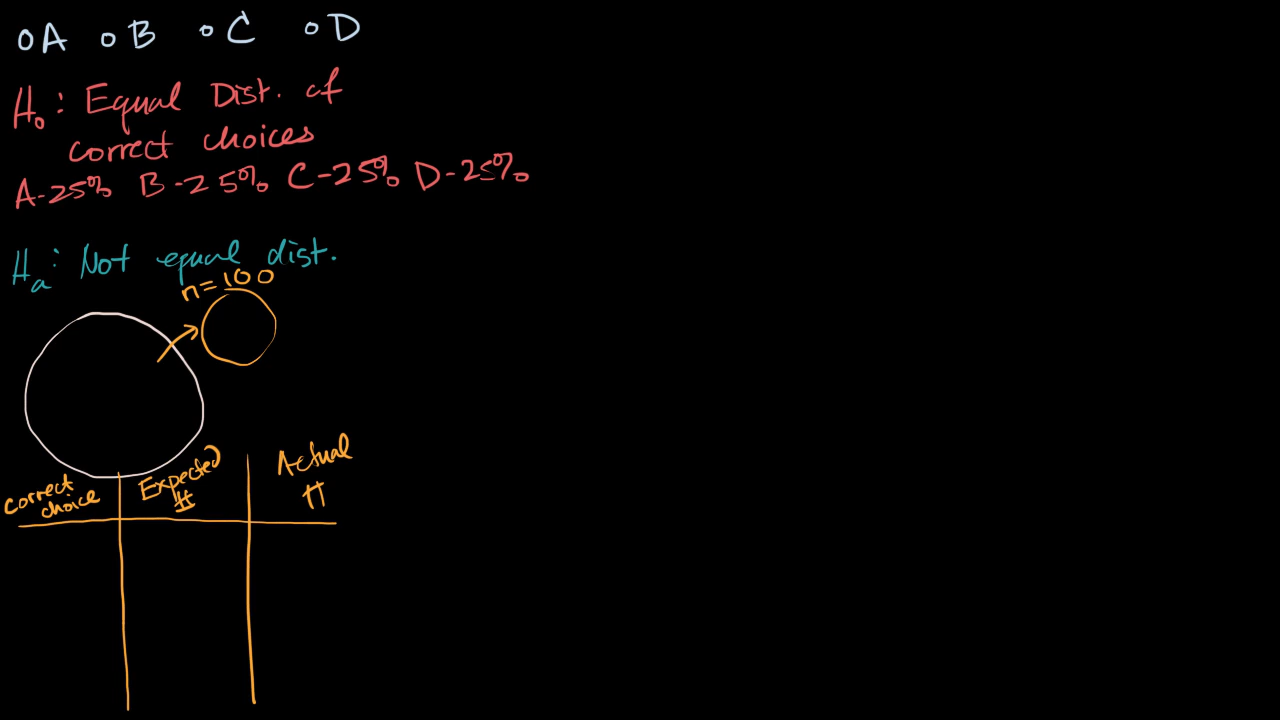 A B C D
H₀: Equal Dist. of
correct choices
A-25% B-25% C-25% D-25%
Hₐ: Not equal dist.
n=100
correct choice
Expected #
Actual #